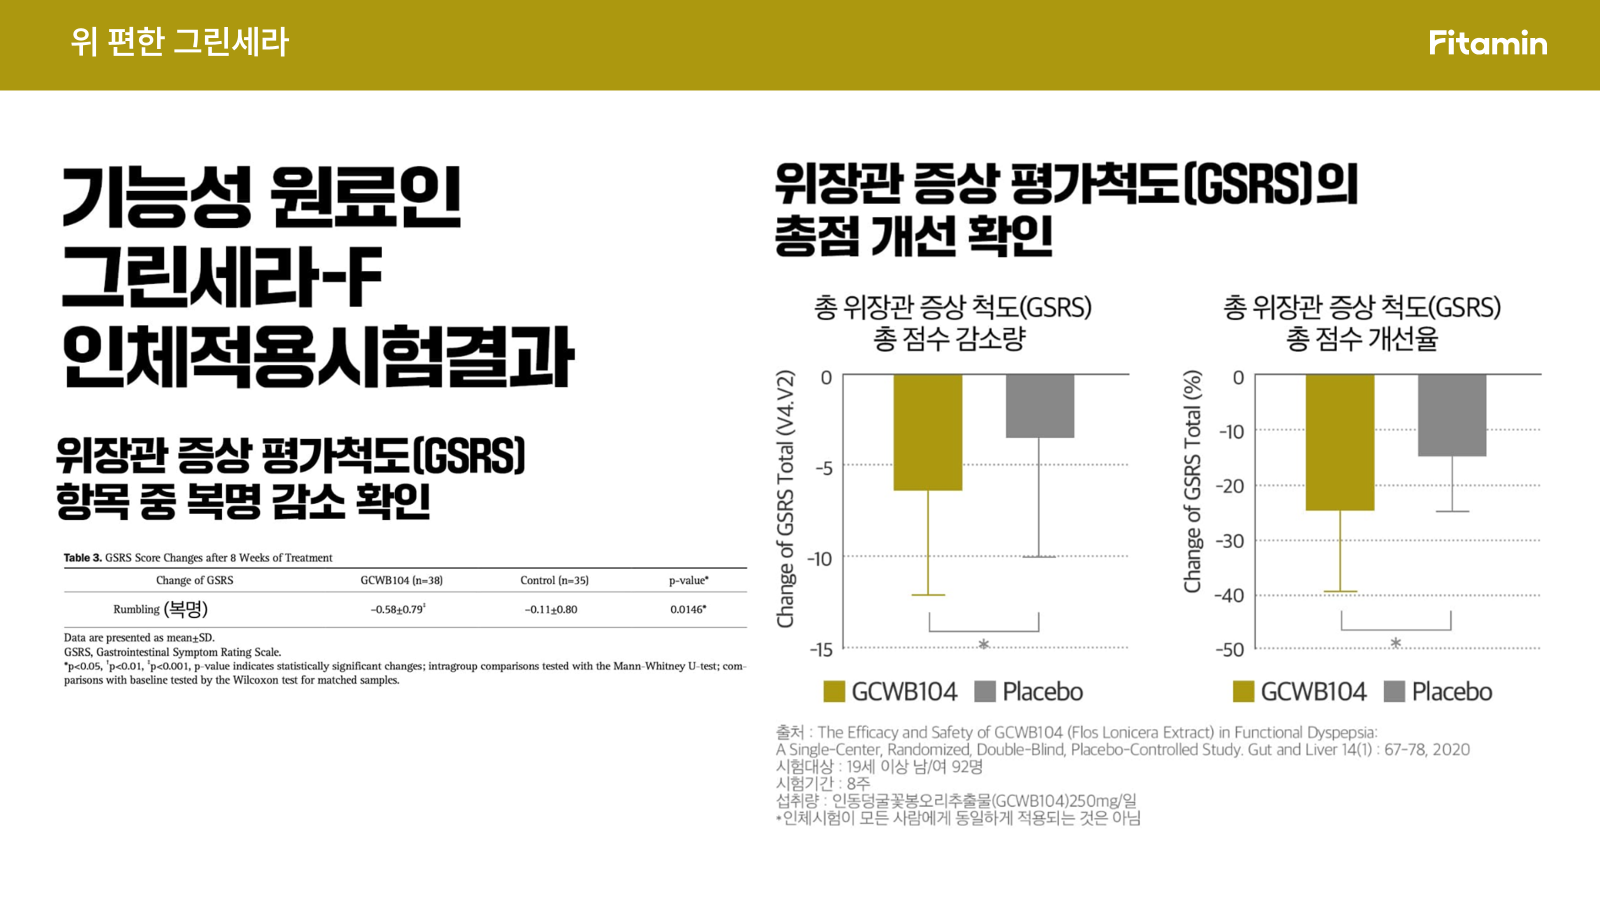 위 편한 그린세라
Fitamin
기능성 원료인
그린세라-F
인체적용시험결과
위장관 증상 평가척도(GSRS)
항목 중 복명 감소 확인
Table 3. GSRS Score Changes after 8 Weeks of Treatment
Change of GSRS GCWB104 (n=38) Control (n=35) p-value*
Rumbling (복명) −0.58±0.79‡ −0.11±0.80 0.0146*
Data are presented as mean±SD.
GSRS, Gastrointestinal Symptom Rating Scale.
*p<0.05, †p<0.01, ‡p<0.001, p-value indicates statistically significant changes; intragroup comparisons tested with the Mann-Whitney U-test; com-
parisons with baseline tested by the Wilcoxon test for matched samples.
위장관 증상 평가척도(GSRS)의
총점 개선 확인
총 위장관 증상 척도(GSRS)
총 점수 감소량
Change of GSRS Total (V4.V2)
0
-5
-10
-15
*
GCWB104 Placebo
총 위장관 증상 척도(GSRS)
총 점수 개선율
Change of GSRS Total (%)
0
-10
-20
-30
-40
-50
*
GCWB104 Placebo
출처 : The Efficacy and Safety of GCWB104 (Flos Lonicera Extract) in Functional Dyspepsia:
A Single-Center, Randomized, Double-Blind, Placebo-Controlled Study. Gut and Liver 14(1) : 67-78, 2020
시험대상 : 19세 이상 남/여 92명
시험기간 : 8주
섭취량 : 인동덩굴꽃봉오리추출물(GCWB104)250mg/일
*인체시험이 모든 사람에게 동일하게 적용되는 것은 아님